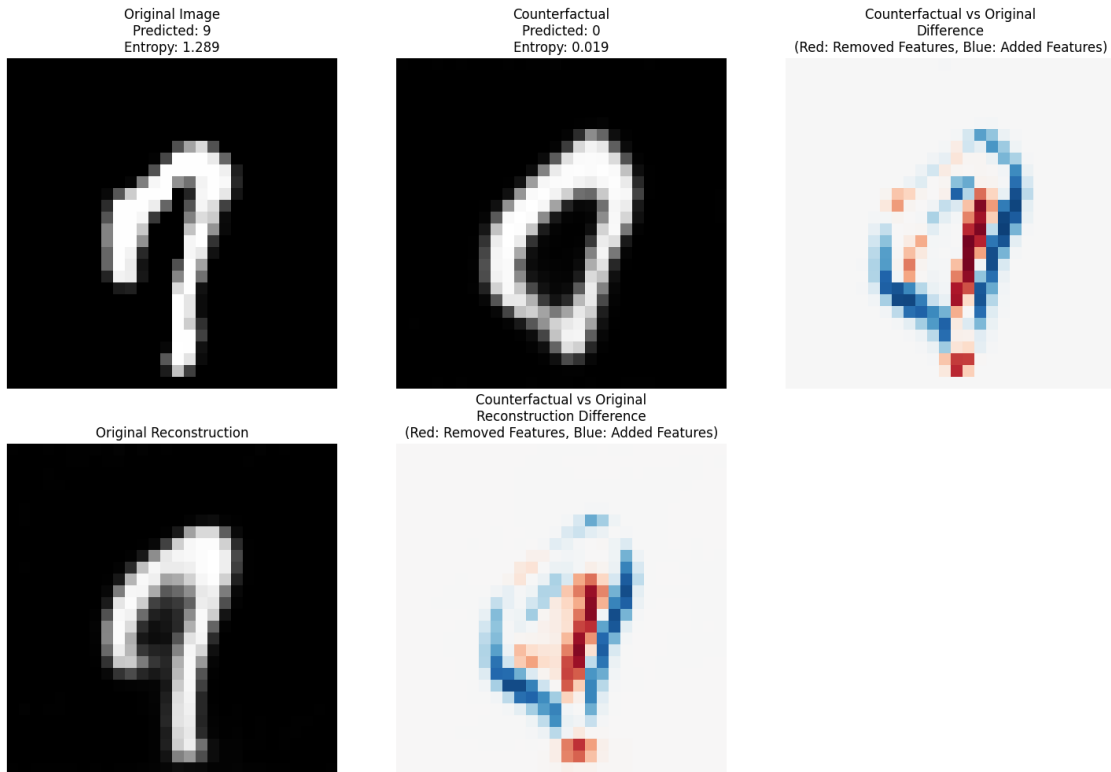 Original Image
Predicted: 9
Entropy: 1.289
Counterfactual
Predicted: 0
Entropy: 0.019
Counterfactual vs Original
Difference
(Red: Removed Features, Blue: Added Features)
Original Reconstruction
Counterfactual vs Original
Reconstruction Difference
(Red: Removed Features, Blue: Added Features)